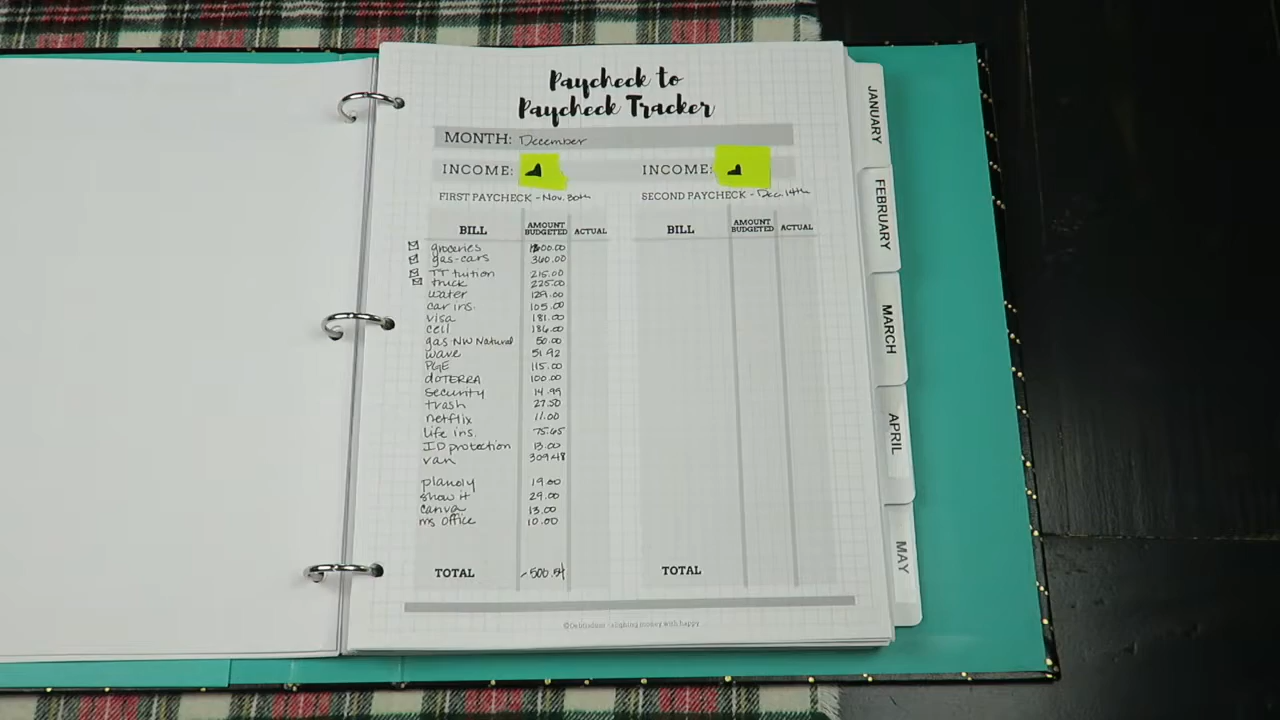 Paycheck to
Paycheck Tracker
MONTH: December
INCOME:
INCOME:
FIRST PAYCHECK - Nov. 30th
SECOND PAYCHECK - Dec. 14th
BILL AMOUNT BUDGETED ACTUAL
BILL AMOUNT BUDGETED ACTUAL
groceries
gas-cars 360.00
TT tuition 215.00
truck 225.00
water 129.00
car ins. 105.00
visa 181.00
cell 186.00
gas NW Natural 50.00
wave 51.92
PGE 115.00
doTERRA 100.00
security 14.99
trash 27.50
netflix 11.00
life ins. 75.65
ID protection 13.00
van 309.48
planoly 19.00
show it 29.00
canva 13.00
ms office 10.00
TOTAL
TOTAL
aligning money with happy
JANUARY
FEBRUARY
MARCH
APRIL
MAY